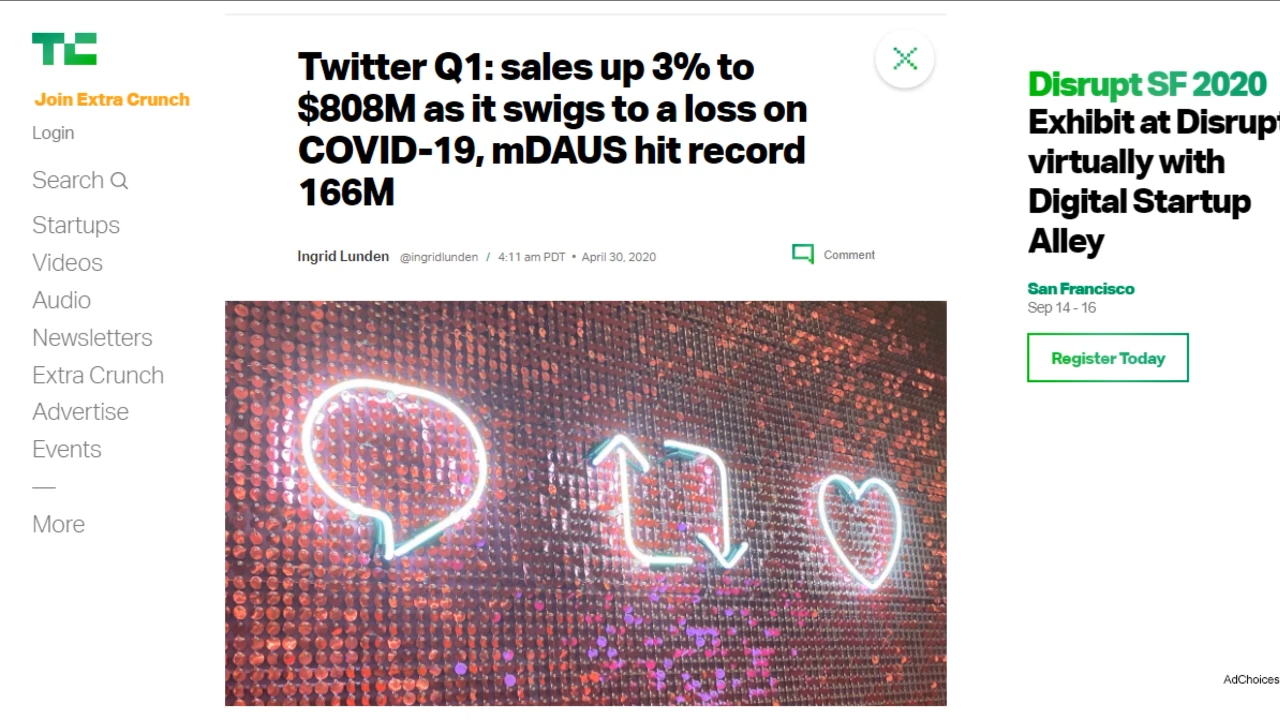 TC
Join Extra Crunch
Login
Search
Startups
Videos
Audio
Newsletters
Extra Crunch
Advertise
Events
—
More
Twitter Q1: sales up 3% to
$808M as it swigs to a loss on
COVID-19, mDAUS hit record
166M
Ingrid Lunden @ingridlunden / 4:11 am PDT • April 30, 2020
Comment
Disrupt SF 2020
Exhibit at Disrupt
virtually with
Digital Startup
Alley
San Francisco
Sep 14 - 16
Register Today
AdChoices